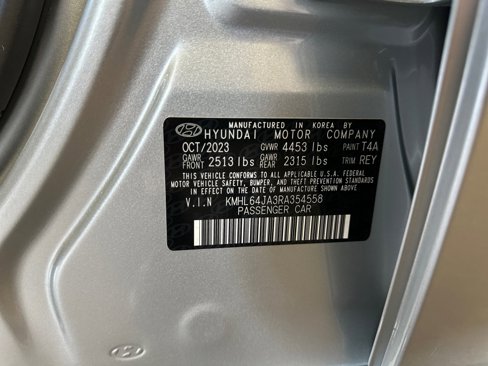 MANUFACTURED IN KOREA BY
HYUNDAI MOTOR COMPANY
OCT/2023 GVWR 4453 lbs PAINT T4A
GAWR FRONT 2513 lbs GAWR REAR 2315 lbs TRIM REY
THIS VEHICLE CONFORMS TO ALL APPLICABLE U.S.A. FEDERAL
MOTOR VEHICLE SAFETY, BUMPER, AND THEFT PREVENTION STANDARDS
IN EFFECT ON THE DATE OF MANUFACTURE SHOWN ABOVE.
V.I.N KMHL64JA3RA354558
PASSENGER CAR